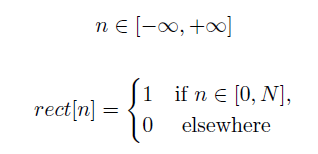 n ∈ [−∞, +∞]
rect[n] = { 1 if n ∈ [0, N],
0 elsewhere